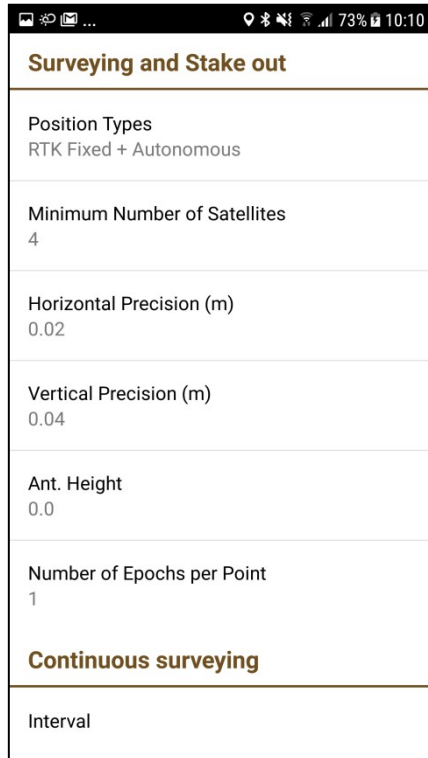 ... 73% 10:10
Surveying and Stake out
Position Types
RTK Fixed + Autonomous
Minimum Number of Satellites
4
Horizontal Precision (m)
0.02
Vertical Precision (m)
0.04
Ant. Height
0.0
Number of Epochs per Point
1
Continuous surveying
Interval